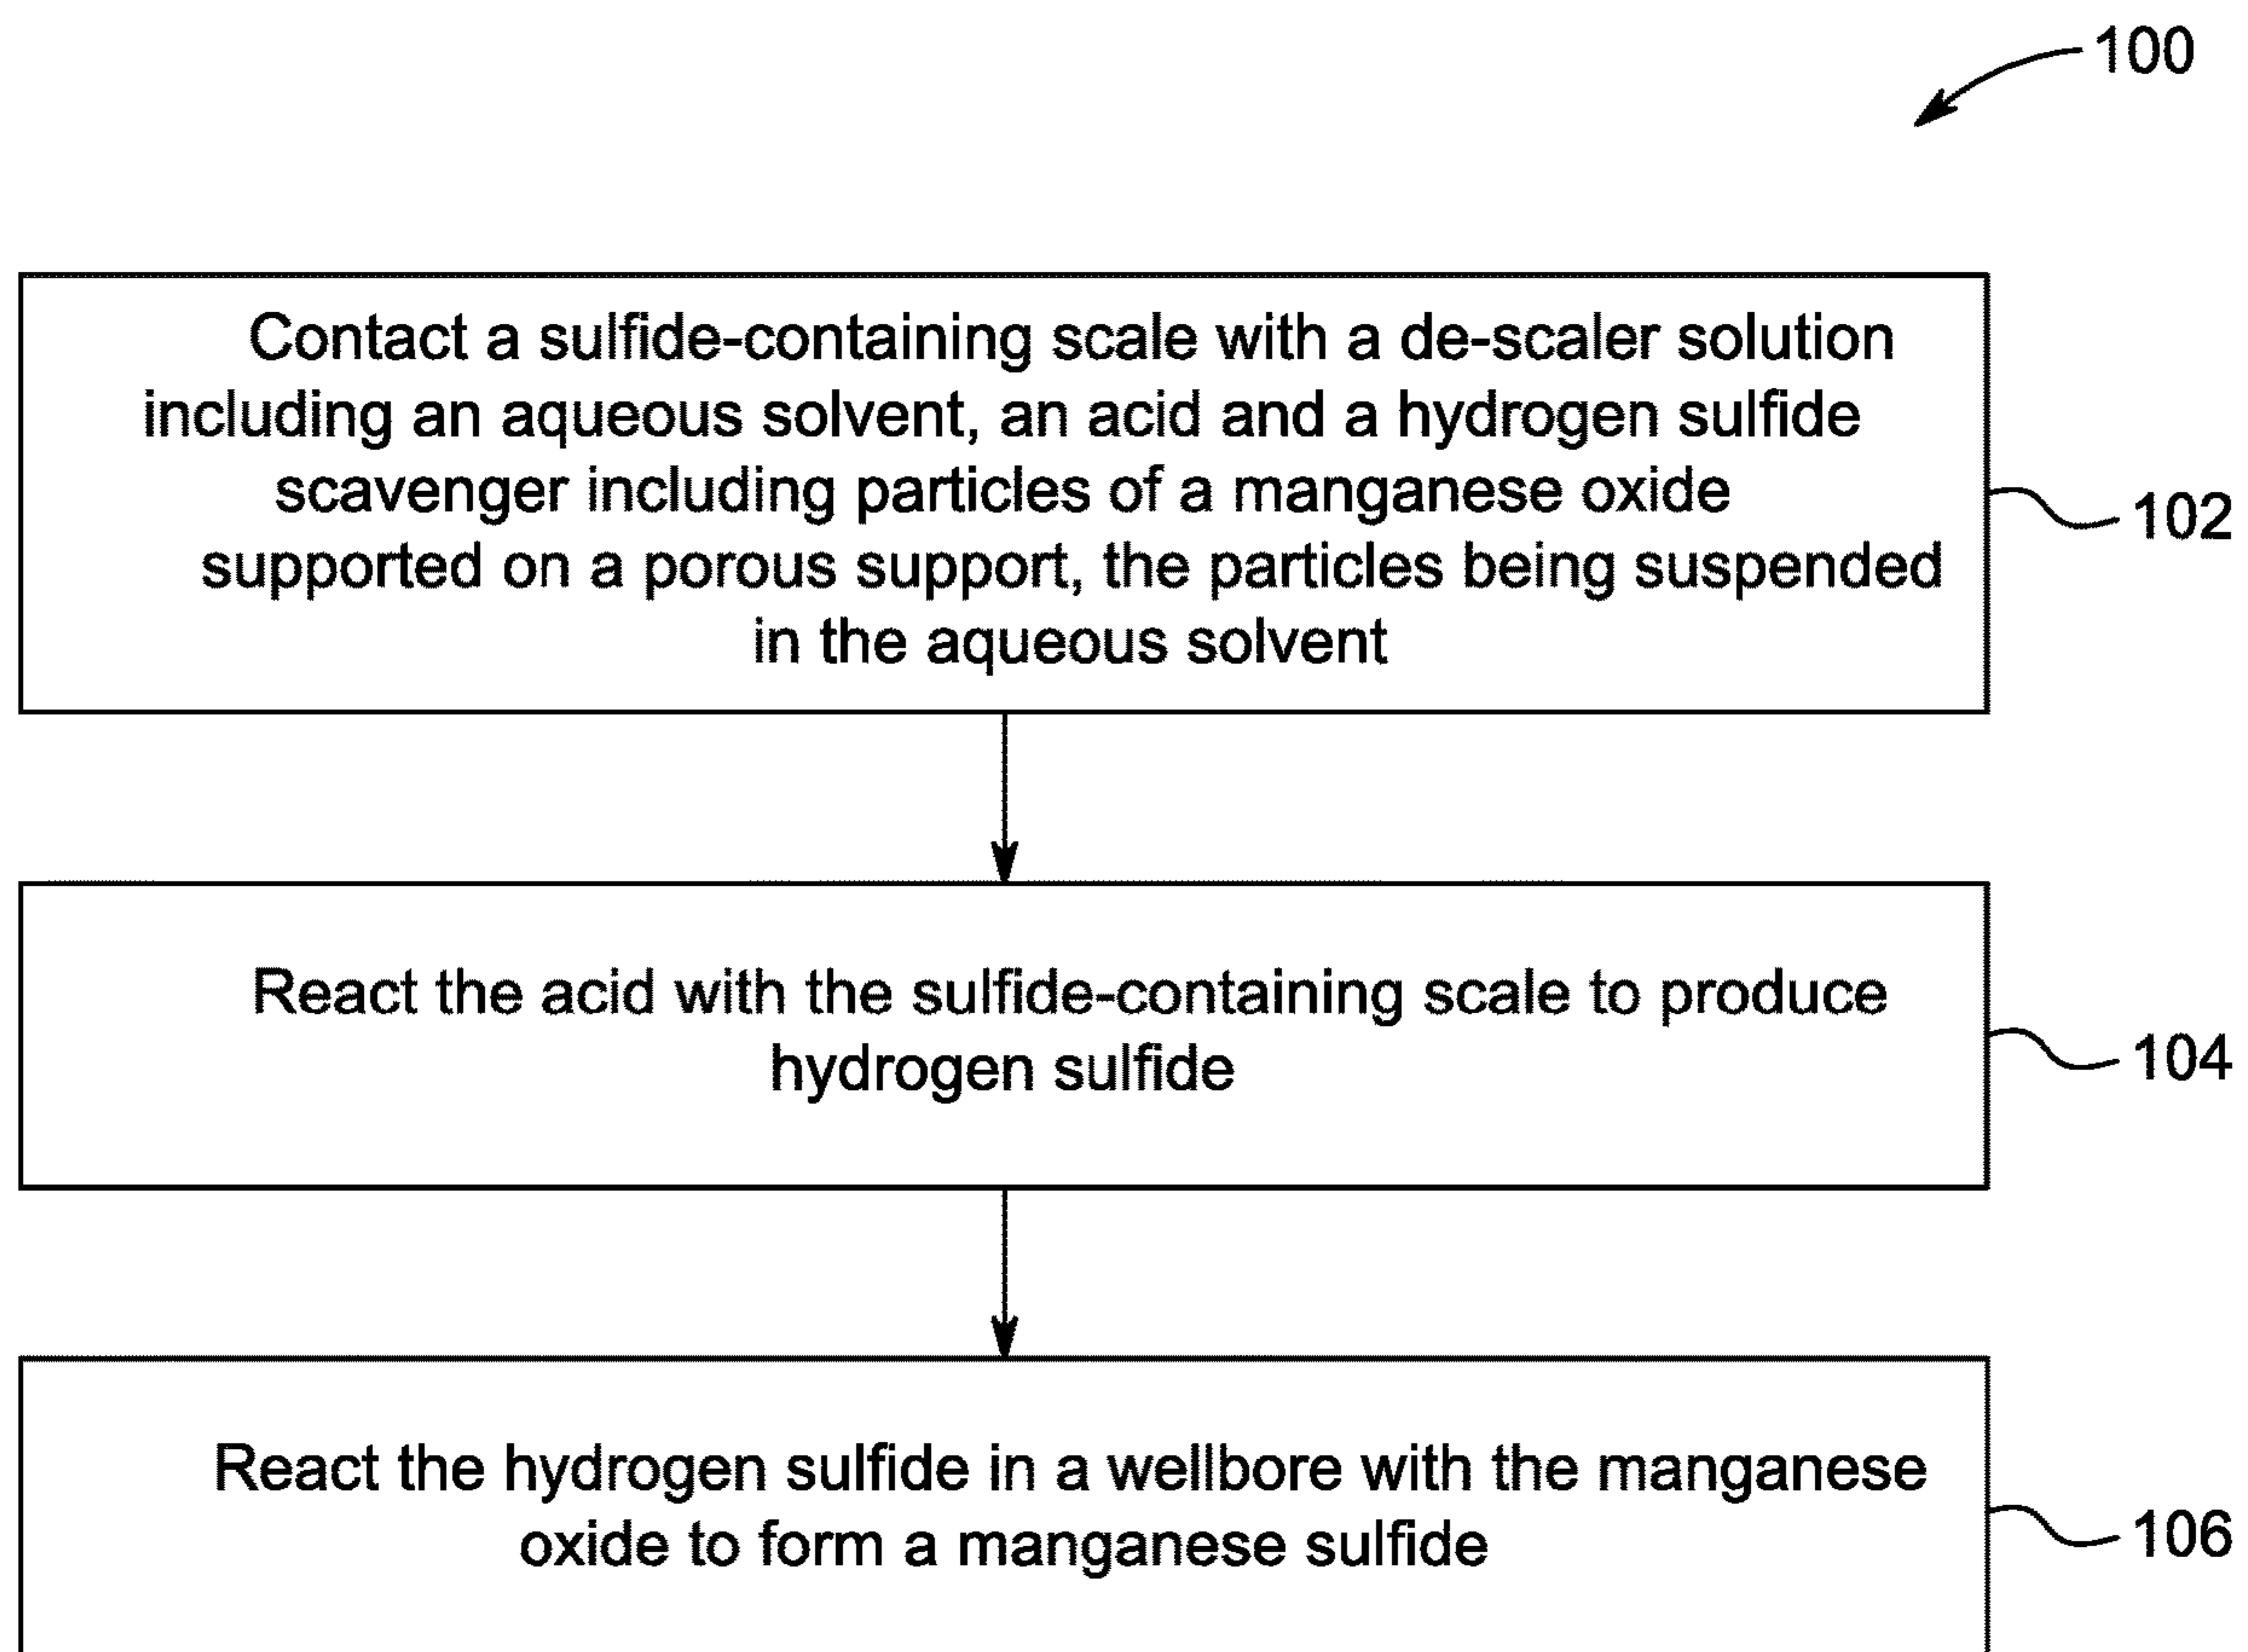 100
Contact a sulfide-containing scale with a de-scaler solution
including an aqueous solvent, an acid and a hydrogen sulfide
scavenger including particles of a manganese oxide
supported on a porous support, the particles being suspended
in the aqueous solvent
102
React the acid with the sulfide-containing scale to produce
hydrogen sulfide
104
React the hydrogen sulfide in a wellbore with the manganese
oxide to form a manganese sulfide
106